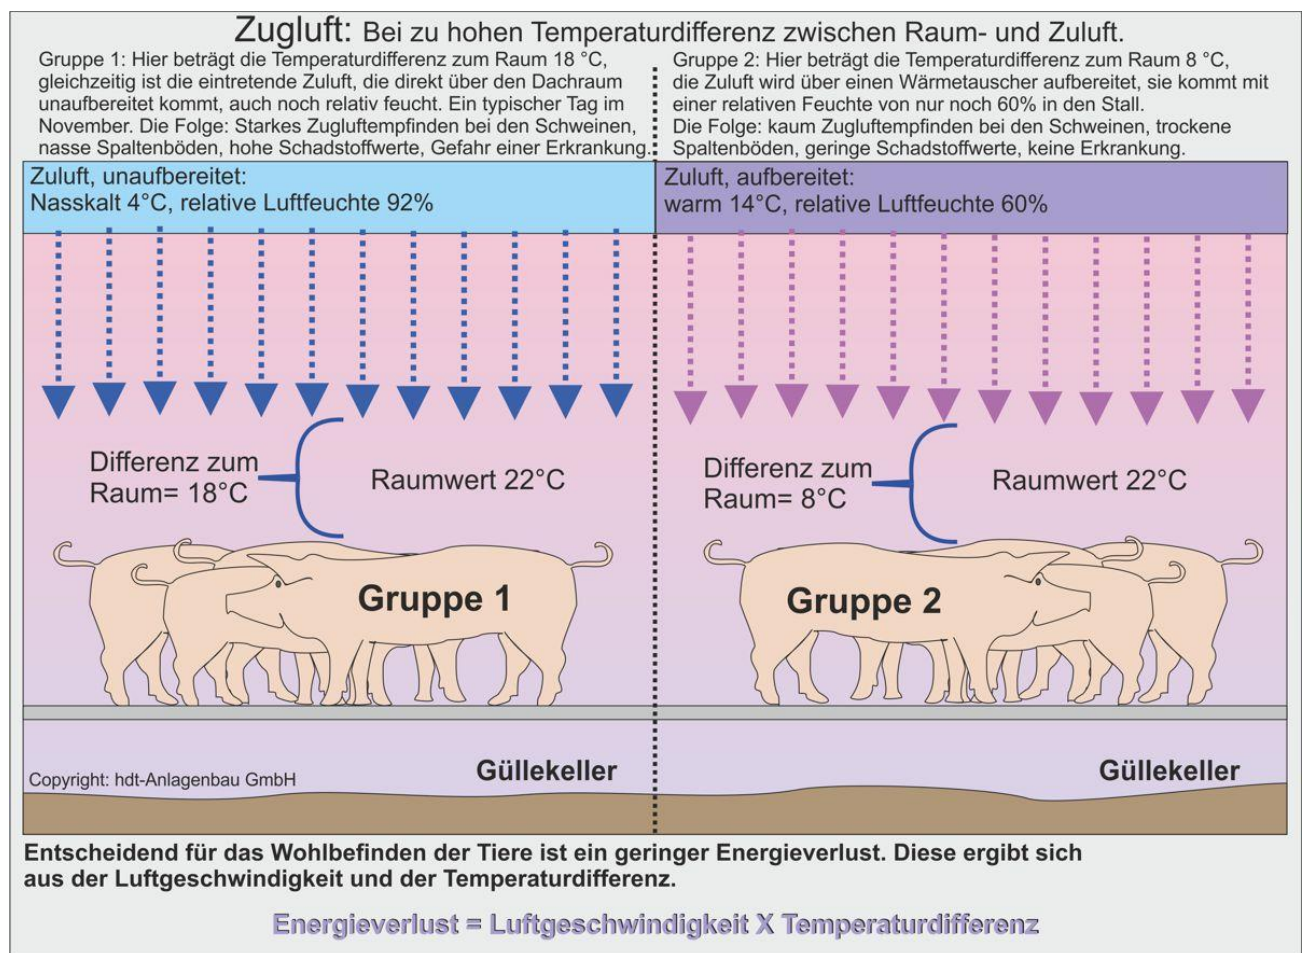 Zugluft: Bei zu hohen Temperaturdifferenz zwischen Raum- und Zuluft.
Gruppe 1: Hier beträgt die Temperaturdifferenz zum Raum 18 °C,
gleichzeitig ist die eintretende Zuluft, die direkt über den Dachraum
unaufbereitet kommt, auch noch relativ feucht. Ein typischer Tag im
November. Die Folge: Starkes Zugluftempfinden bei den Schweinen,
nasse Spaltenböden, hohe Schadstoffwerte, Gefahr einer Erkrankung.
Gruppe 2: Hier beträgt die Temperaturdifferenz zum Raum 8 °C,
die Zuluft wird über einen Wärmetauscher aufbereitet, sie kommt mit
einer relativen Feuchte von nur noch 60% in den Stall.
Die Folge: kaum Zugluftempfinden bei den Schweinen, trockene
Spaltenböden, geringe Schadstoffwerte, keine Erkrankung.
Zuluft, unaufbereitet:
Nasskalt 4°C, relative Luftfeuchte 92%
Zuluft, aufbereitet:
warm 14°C, relative Luftfeuchte 60%
Differenz zum
Raum= 18°C
Raumwert 22°C
Differenz zum
Raum= 8°C
Raumwert 22°C
Gruppe 1
Gruppe 2
Copyright: hdt-Anlagenbau GmbH
Güllekeller
Güllekeller
Entscheidend für das Wohlbefinden der Tiere ist ein geringer Energieverlust. Diese ergibt sich
aus der Luftgeschwindigkeit und der Temperaturdifferenz.
Energieverlust = Luftgeschwindigkeit X Temperaturdifferenz